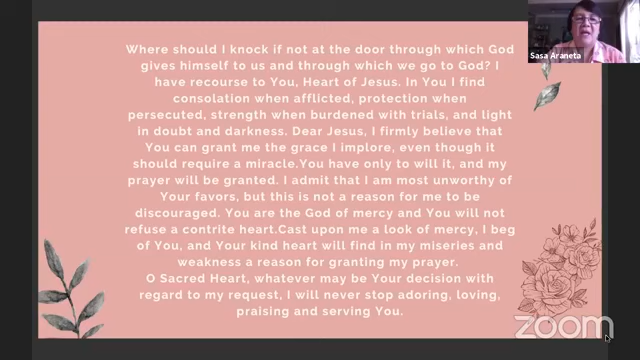 Where should I knock if not at the door through which God
gives himself to us and through which we go to God? I
have recourse to You, Heart of Jesus. In You I find
consolation when afflicted, protection when
persecuted, strength when burdened with trials, and light
in doubt and darkness. Dear Jesus, I firmly believe that
You can grant me the grace I implore, even though it
should require a miracle.You have only to will it, and my
prayer will be granted. I admit that I am most unworthy of
Your favors, but this is not a reason for me to be
discouraged. You are the God of mercy and You will not
refuse a contrite heart.Cast upon me a look of mercy, I beg
of You, and Your kind heart will find in my miseries and
weakness a reason for granting my prayer.
O Sacred Heart, whatever may be Your decision with
regard to my request, I will never stop adoring, loving,
praising and serving You.
Sasa Araneta
zoom